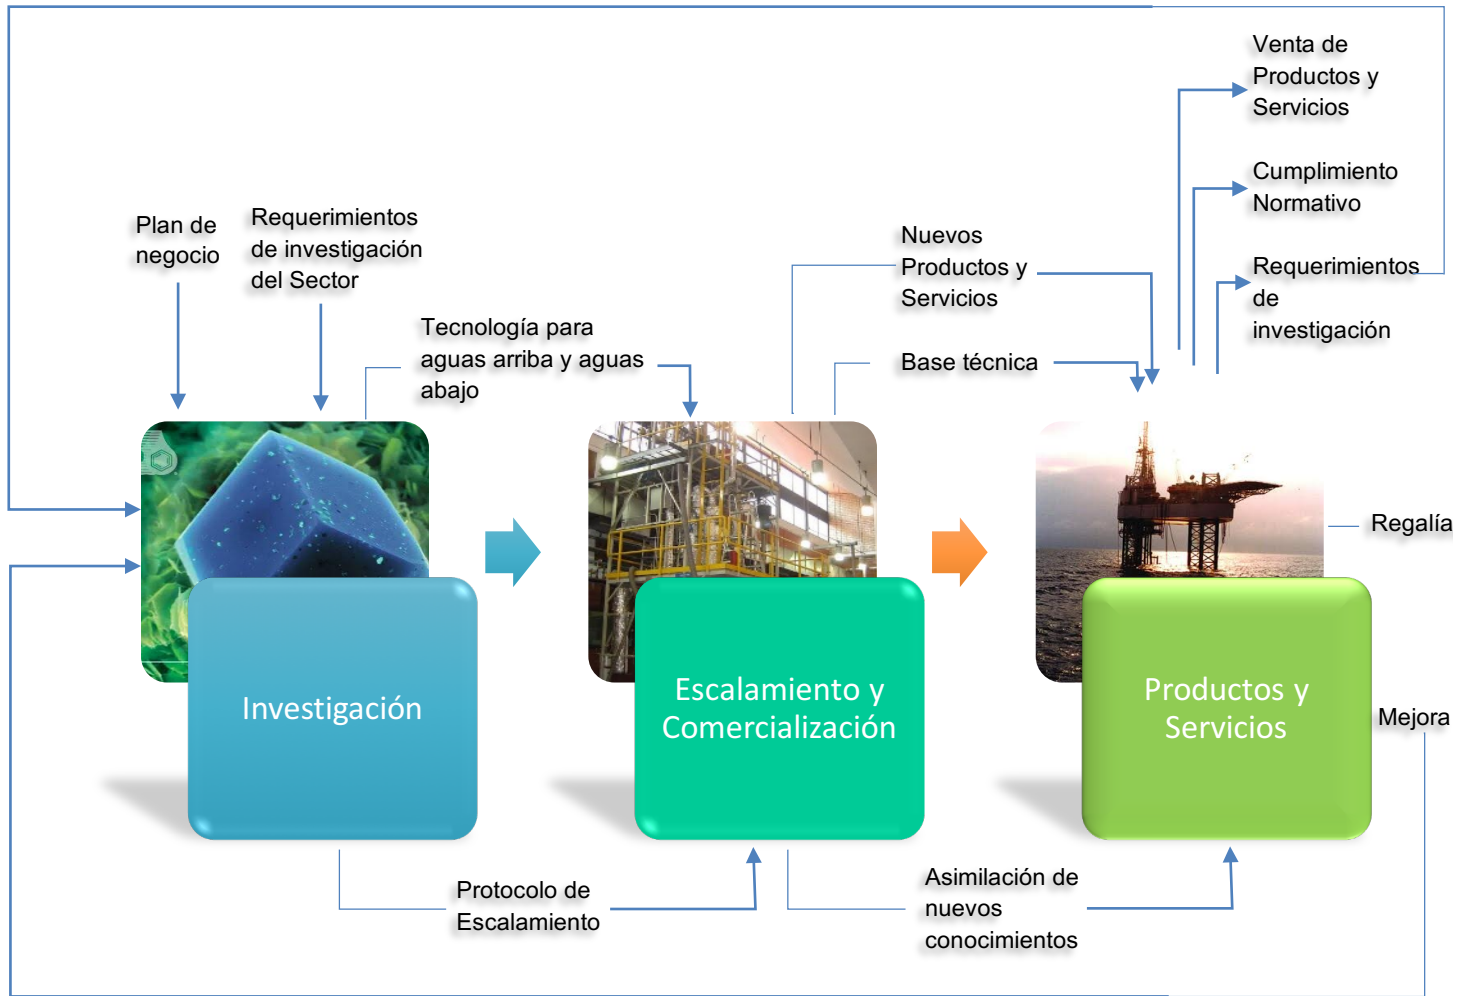 Venta de
Productos y
Servicios
Cumplimiento
Normativo
Requerimientos
de
investigación
Plan de
negocio
Requerimientos
de investigación
del Sector
Tecnología para
aguas arriba y aguas
abajo
Nuevos
Productos y
Servicios
Base técnica
Regalía
Investigación
Escalamiento y
Comercialización
Productos y
Servicios
Mejora
Protocolo de
Escalamiento
Asimilación de
nuevos
conocimientos